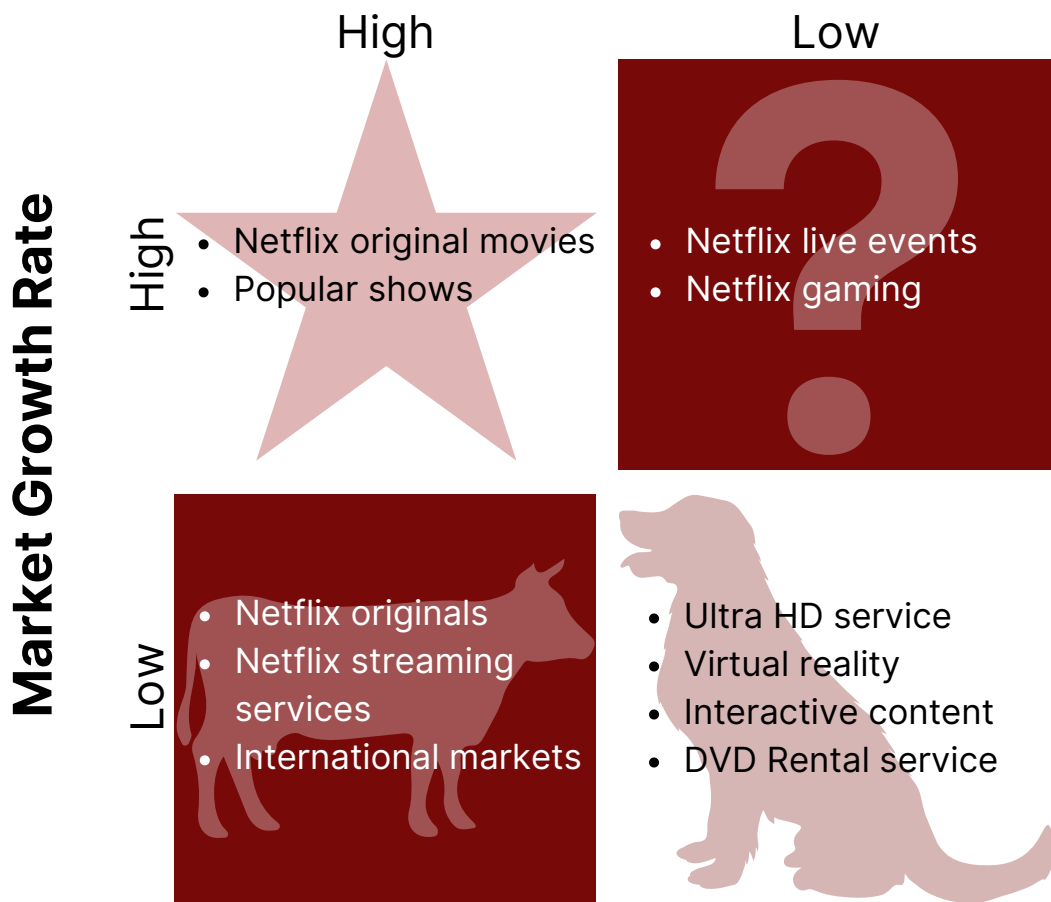 High
Low
Market Growth Rate
High
• Netflix original movies
• Popular shows
• Netflix live events
• Netflix gaming
Low
• Netflix originals
• Netflix streaming
services
• International markets
• Ultra HD service
• Virtual reality
• Interactive content
• DVD Rental service